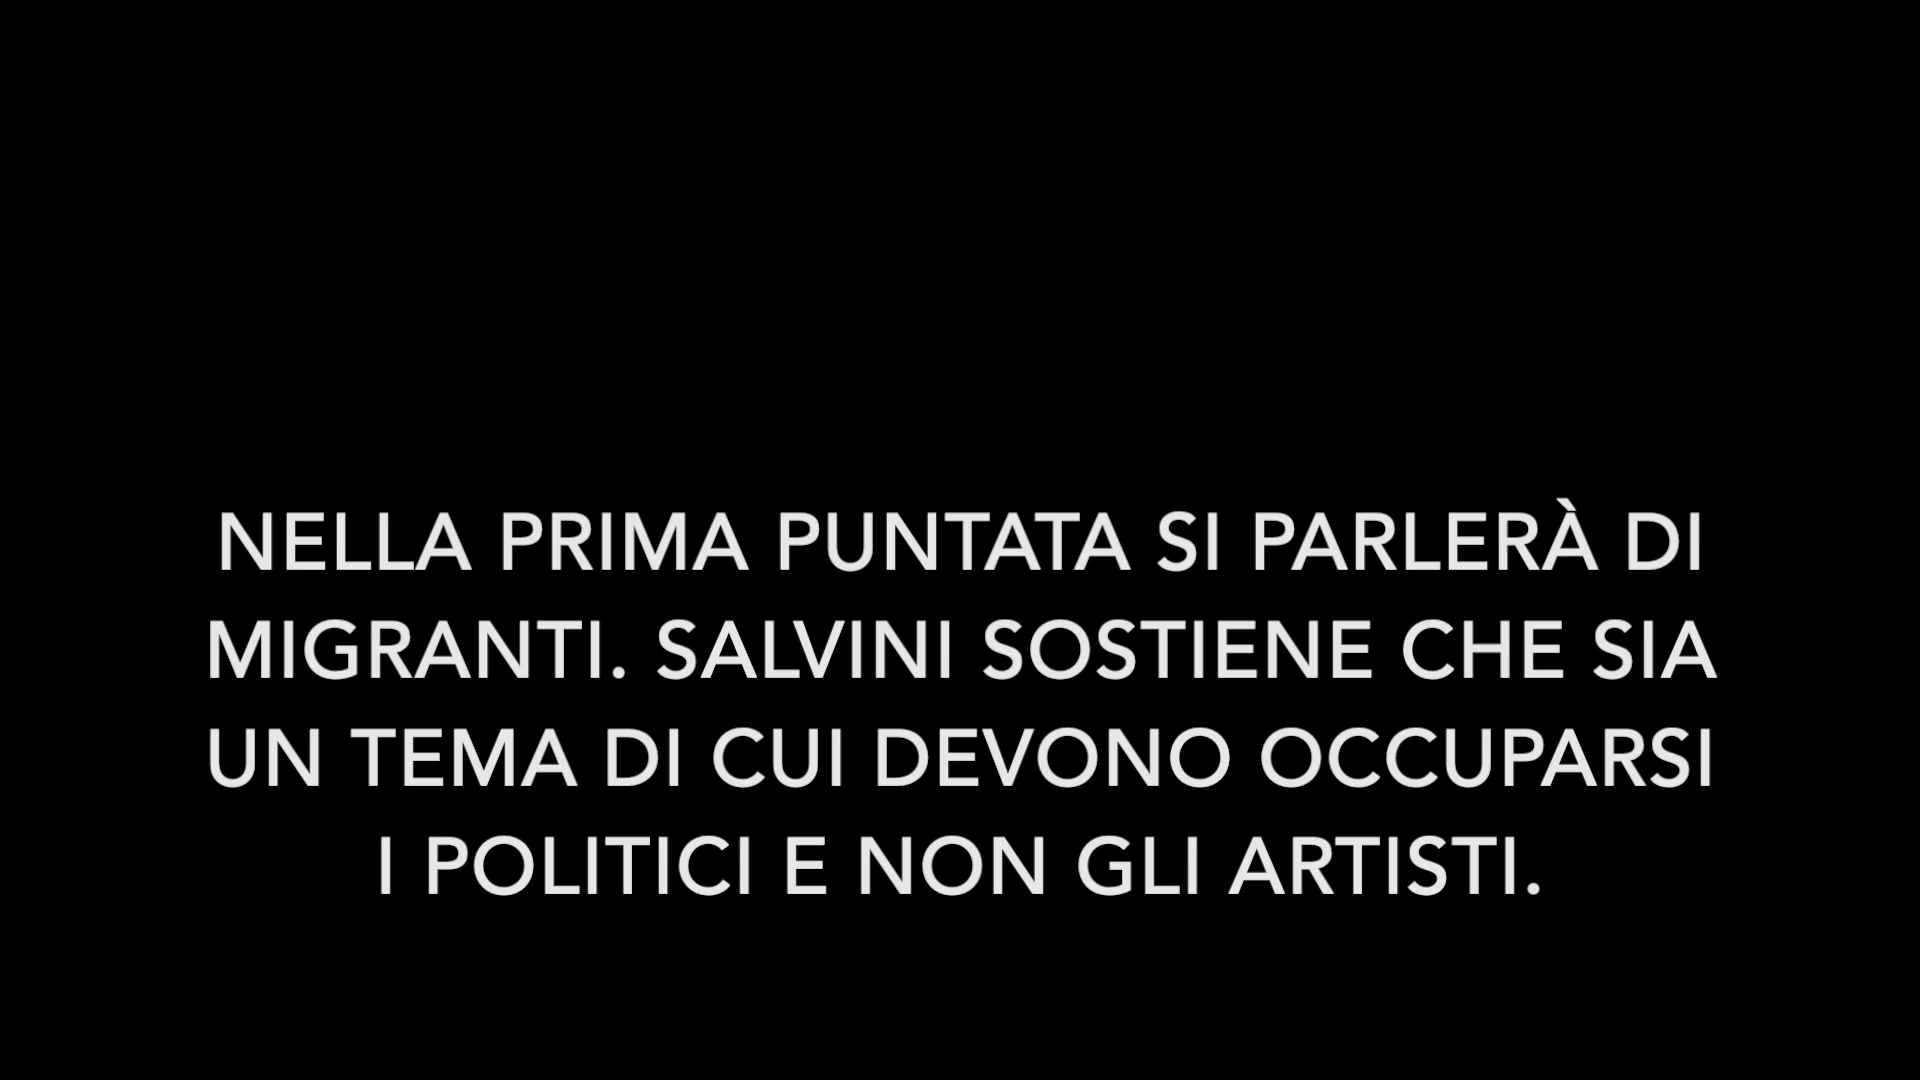 NELLA PRIMA PUNTATA SI PARLERÀ DI
MIGRANTI. SALVINI SOSTIENE CHE SIA
UN TEMA DI CUI DEVONO OCCUPARSI
I POLITICI E NON GLI ARTISTI.